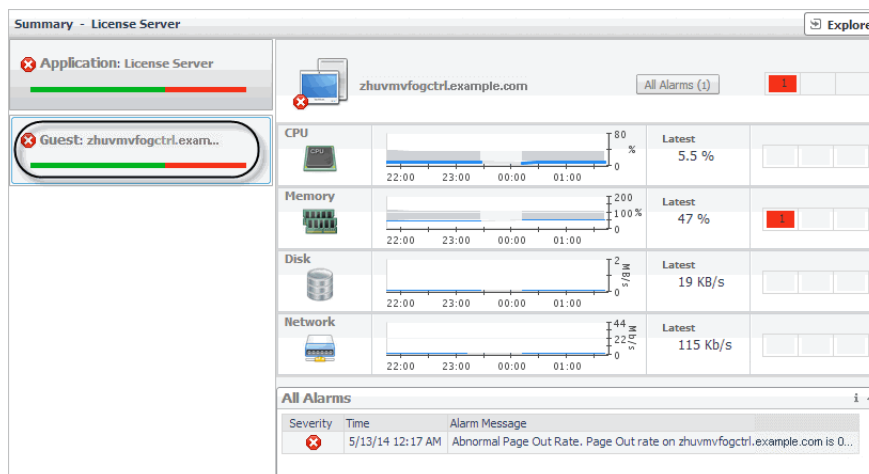 Summary - License Server
Explore
Application: License Server
Guest: zhuvmvfogctrl.exam...
zhuvmvfogctrl.example.com
All Alarms (1)
1
CPU
CPU
80
%
0
22:00 23:00 00:00 01:00
Latest
5.5 %
Memory
200
100 %
0
22:00 23:00 00:00 01:00
Latest
47 %
1
Disk
2
MB/s
0
22:00 23:00 00:00 01:00
Latest
19 KB/s
Network
44
22
Mb/s
0
22:00 23:00 00:00 01:00
Latest
115 Kb/s
All Alarms
i
Severity Time Alarm Message
5/13/14 12:17 AM Abnormal Page Out Rate. Page Out rate on zhuvmvfogctrl.example.com is 0...